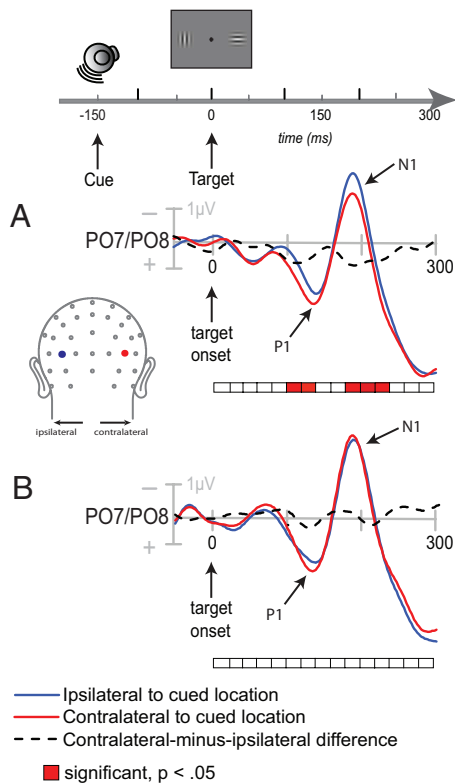 -150 0 150 300
time (ms)
Cue
Target
A
N1
− 1µV
PO7/PO8
+
0
300
target
onset
P1
ipsilateral contralateral
B
N1
− 1µV
PO7/PO8
+
0
300
target
onset
P1
Ipsilateral to cued location
Contralateral to cued location
Contralateral-minus-ipsilateral difference
significant, p < .05